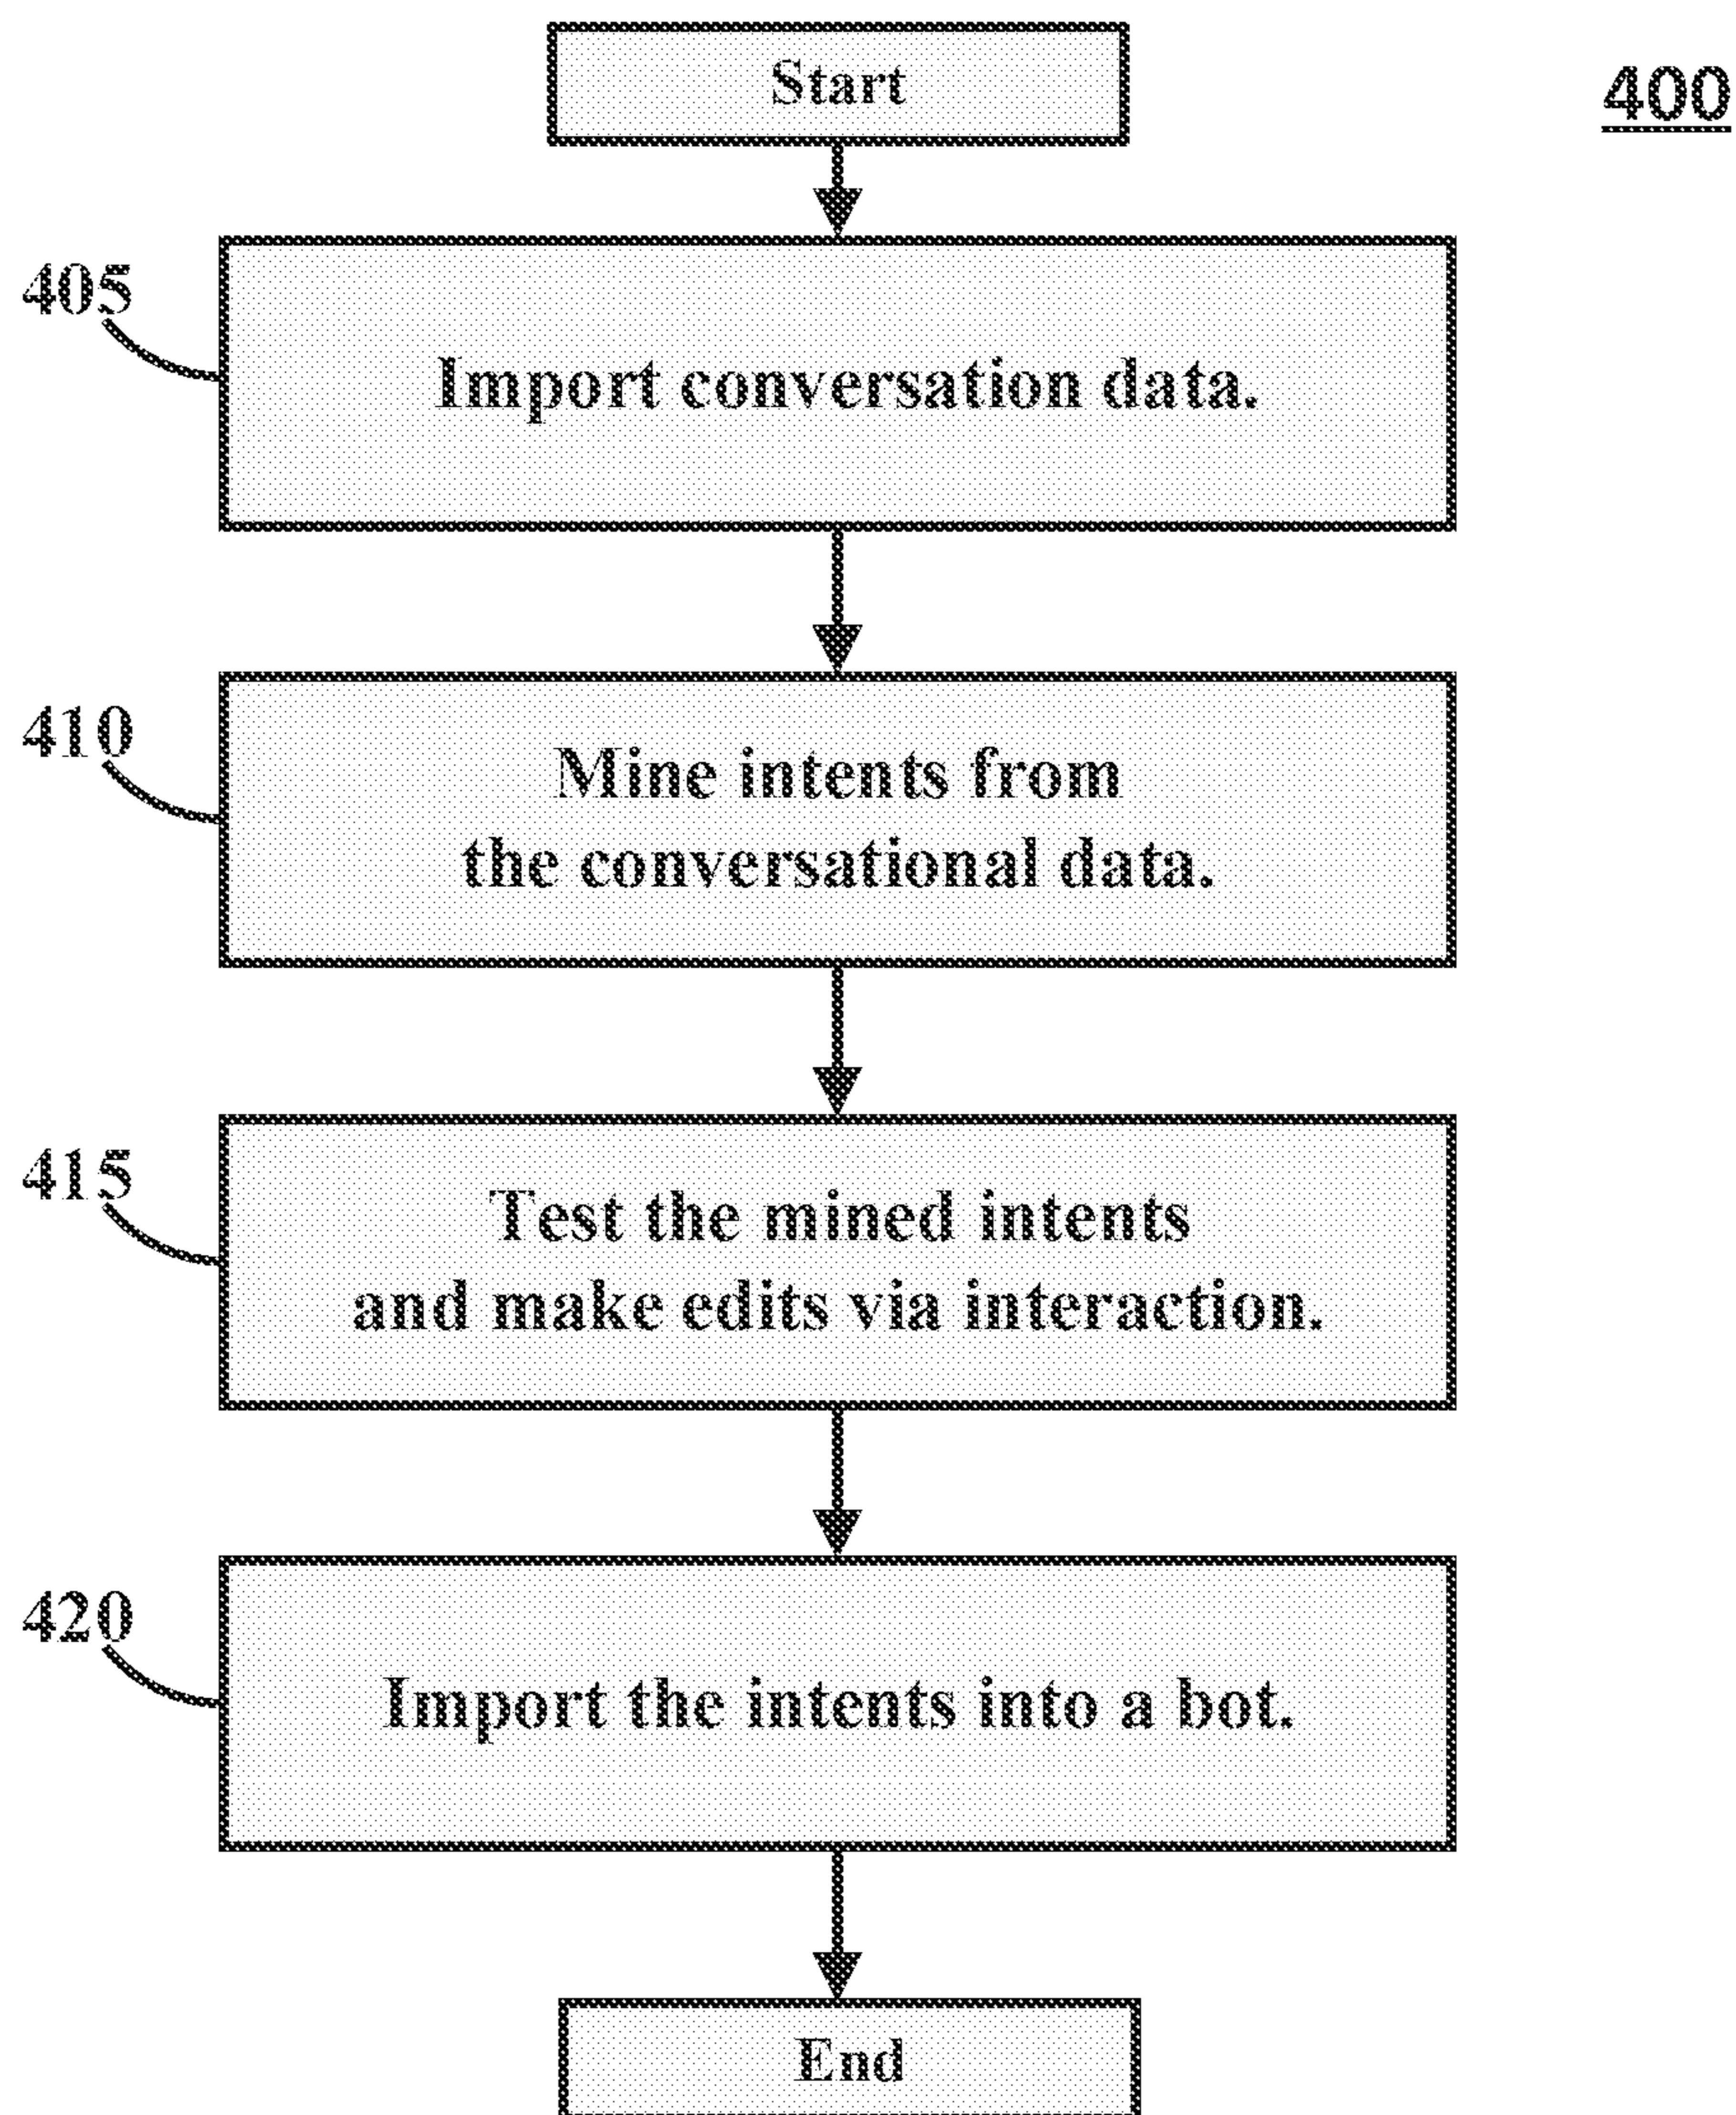 Start
400
405
Import conversation data.
410
Mine intents from
the conversational data.
415
Test the mined intents
and make edits via interaction.
420
Import the intents into a bot.
End